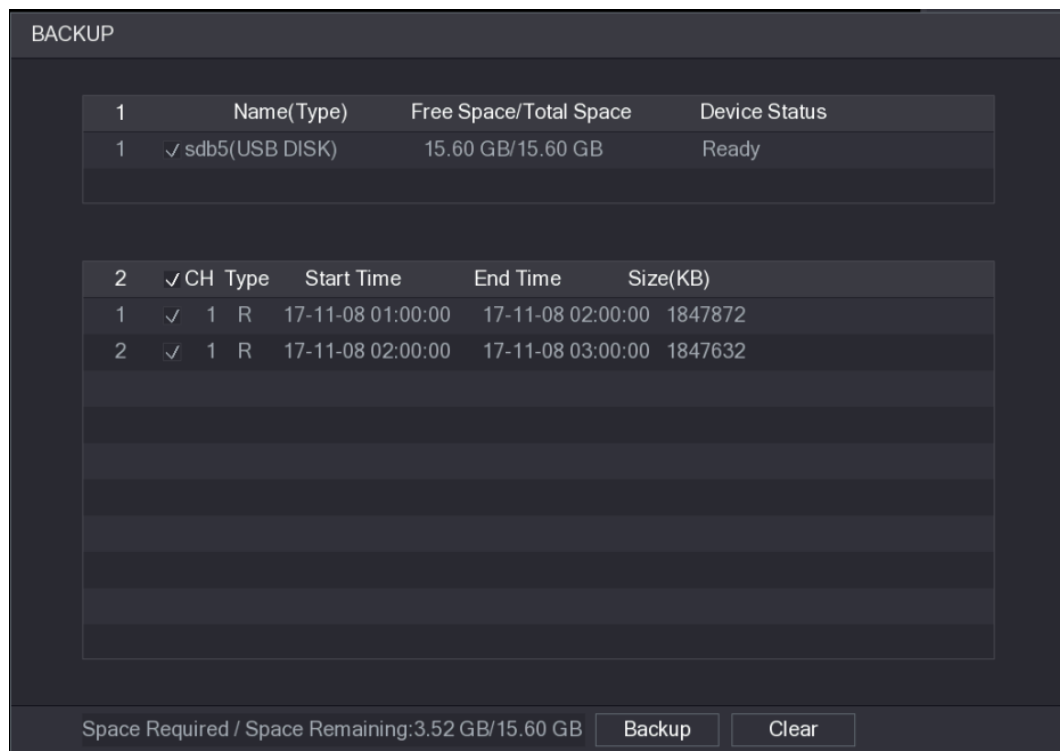 BACKUP
1 Name(Type) Free Space/Total Space Device Status
1 sdb5(USB DISK) 15.60 GB/15.60 GB Ready
2 CH Type Start Time End Time Size(KB)
1 1 R 17-11-08 01:00:00 17-11-08 02:00:00 1847872
2 1 R 17-11-08 02:00:00 17-11-08 03:00:00 1847632
Space Required / Space Remaining:3.52 GB/15.60 GB Backup Clear